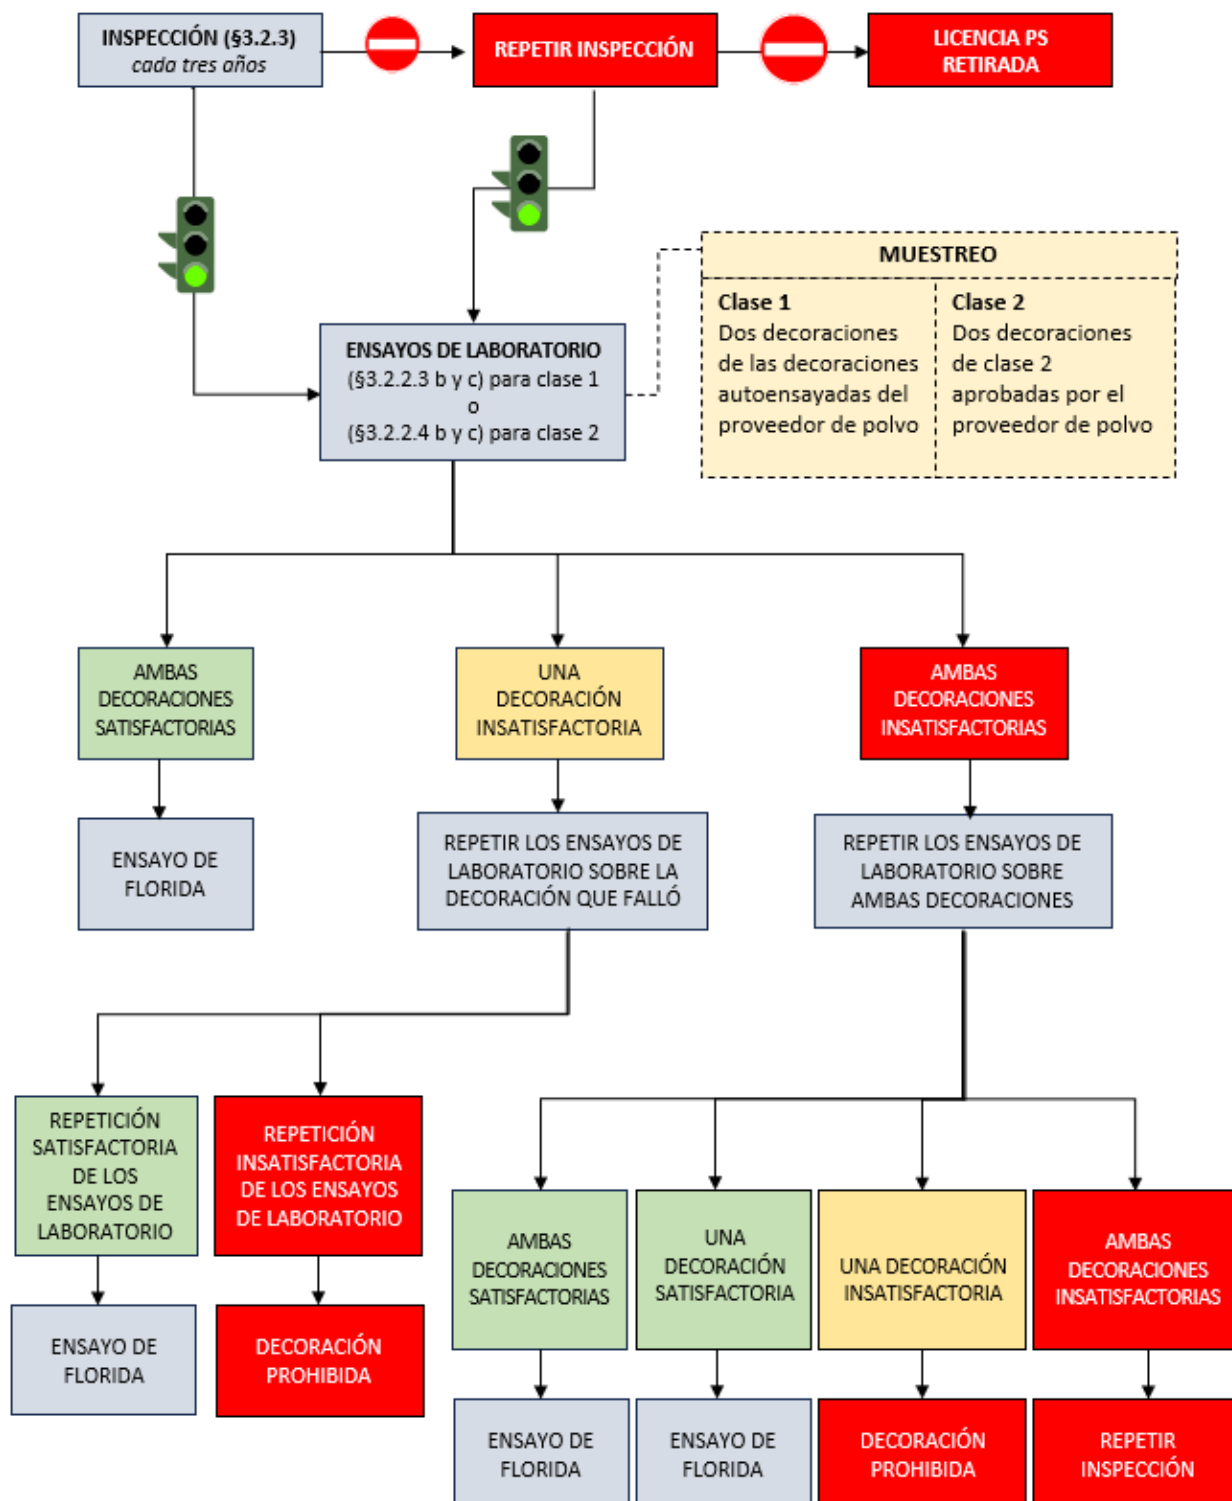 INSPECCIÓN (§3.2.3)
cada tres años
REPETIR INSPECCIÓN
LICENCIA PS
RETIRADA
MUESTREO
Clase 1
Dos decoraciones
de las decoraciones
autoensayadas del
proveedor de polvo
Clase 2
Dos decoraciones
de clase 2
aprobadas por el
proveedor de polvo
ENSAYOS DE LABORATORIO
(§3.2.2.3 b y c) para clase 1
o
(§3.2.2.4 b y c) para clase 2
AMBAS
DECORACIONES
SATISFACTORIAS
UNA
DECORACIÓN
INSATISFACTORIA
AMBAS
DECORACIONES
INSATISFACTORIAS
ENSAYO DE
FLORIDA
REPETIR LOS ENSAYOS DE
LABORATORIO SOBRE LA
DECORACIÓN QUE FALLÓ
REPETIR LOS ENSAYOS DE
LABORATORIO SOBRE
AMBAS DECORACIONES
REPETICIÓN
SATISFACTORIA
DE LOS
ENSAYOS DE
LABORATORIO
REPETICIÓN
INSATISFACTORIA
DE LOS ENSAYOS
DE LABORATORIO
AMBAS
DECORACIONES
SATISFACTORIAS
UNA
DECORACIÓN
SATISFACTORIA
UNA DECORACIÓN
INSATISFACTORIA
AMBAS
DECORACIONES
INSATISFACTORIAS
ENSAYO DE
FLORIDA
DECORACIÓN
PROHIBIDA
ENSAYO DE
FLORIDA
ENSAYO DE
FLORIDA
DECORACIÓN
PROHIBIDA
REPETIR
INSPECCIÓN